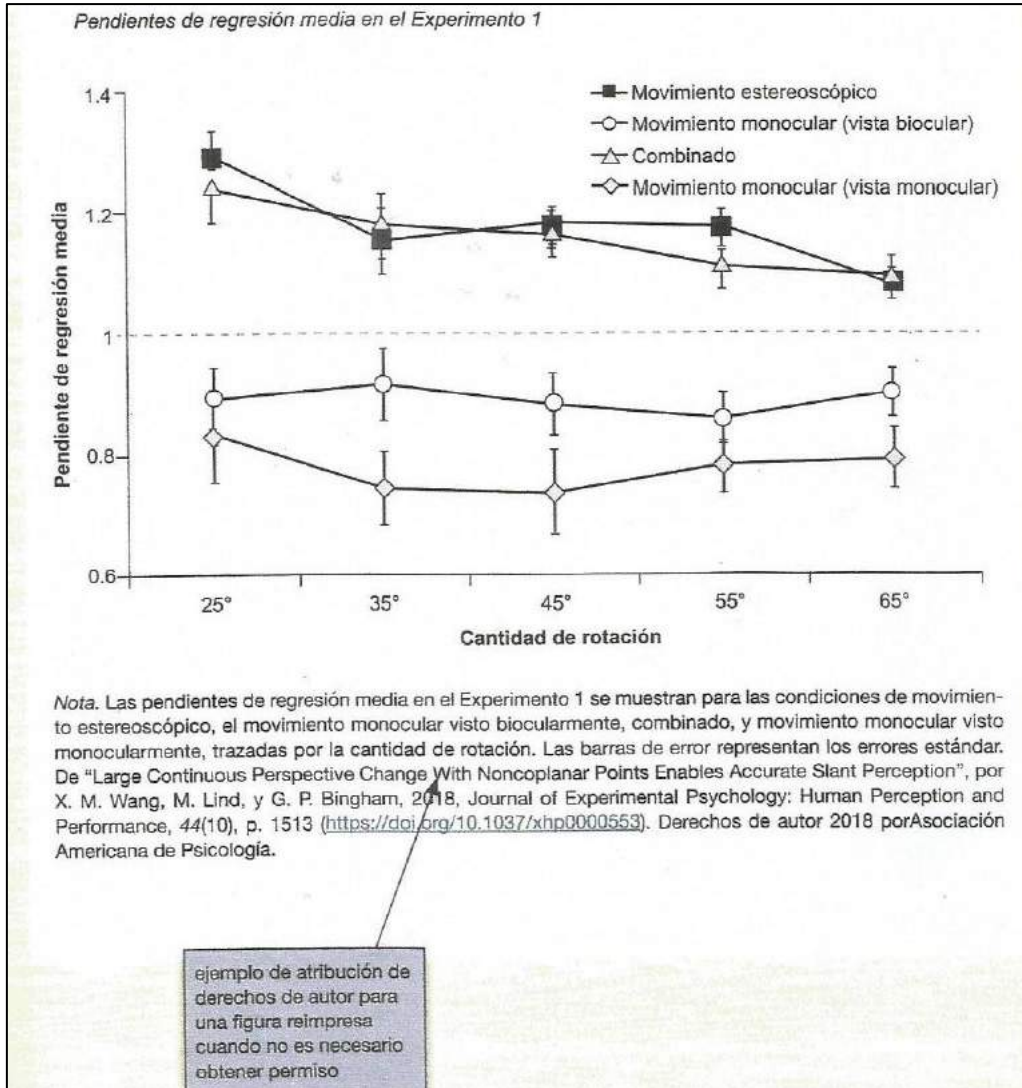 Pendientes de regresión media en el Experimento 1
1.4
Movimiento estereoscópico
Movimiento monocular (vista biocular)
Combinado
Movimiento monocular (vista monocular)
1.2
1
0.8
0.6
Pendiente de regresión media
25° 35° 45° 55° 65°
Cantidad de rotación
Nota. Las pendientes de regresión media en el Experimento 1 se muestran para las condiciones de movimien-
to estereoscópico, el movimiento monocular visto biocularmente, combinado, y movimiento monocular visto
monocularmente, trazadas por la cantidad de rotación. Las barras de error representan los errores estándar.
De “Large Continuous Perspective Change With Noncoplanar Points Enables Accurate Slant Perception”, por
X. M. Wang, M. Lind, y G. P. Bingham, 2018, Journal of Experimental Psychology: Human Perception and
Performance, 44(10), p. 1513 (https://doi.org/10.1037/xhp0000553). Derechos de autor 2018 porAsociación
Americana de Psicología.
ejemplo de atribución de
derechos de autor para
una figura reimpresa
cuando no es necesario
obtener permiso